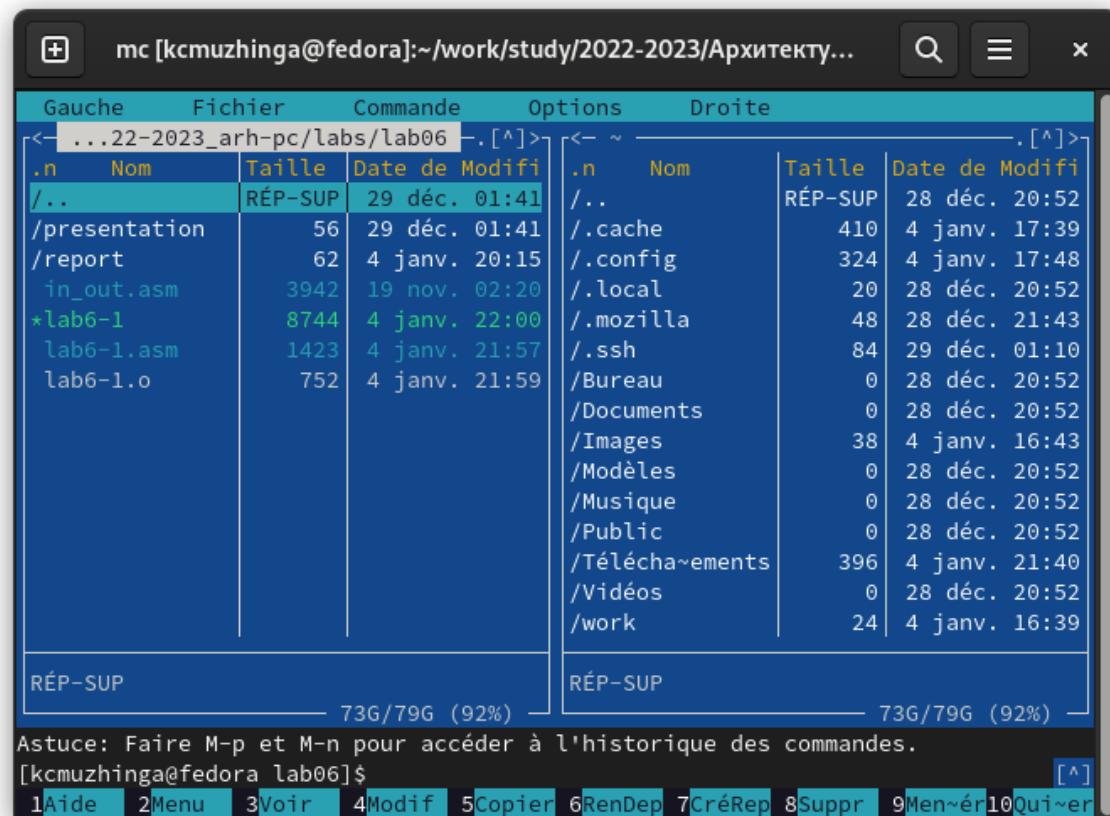 mc [kcmuzhinga@fedora]:~/work/study/2022-2023/Архитекту...
Gauche Fichier Commande Options Droite
<─ ...22-2023_arh-pc/labs/lab06 ─.[^]>
.n Nom Taille Date de Modifi
/.. RÉP-SUP 29 déc. 01:41
/presentation 56 29 déc. 01:41
/report 62 4 janv. 20:15
in_out.asm 3942 19 nov. 02:20
*lab6-1 8744 4 janv. 22:00
lab6-1.asm 1423 4 janv. 21:57
lab6-1.o 752 4 janv. 21:59
RÉP-SUP
73G/79G (92%)
<─ ~ ─.[^]>
.n Nom Taille Date de Modifi
/.. RÉP-SUP 28 déc. 20:52
/.cache 410 4 janv. 17:39
/.config 324 4 janv. 17:48
/.local 20 28 déc. 20:52
/.mozilla 48 28 déc. 21:43
/.ssh 84 29 déc. 01:10
/Bureau 0 28 déc. 20:52
/Documents 0 28 déc. 20:52
/Images 38 4 janv. 16:43
/Modèles 0 28 déc. 20:52
/Musique 0 28 déc. 20:52
/Public 0 28 déc. 20:52
/Télécha~ements 396 4 janv. 21:40
/Vidéos 0 28 déc. 20:52
/work 24 4 janv. 16:39
RÉP-SUP
73G/79G (92%)
Astuce: Faire M-p et M-n pour accéder à l'historique des commandes.
[kcmuzhinga@fedora lab06]$ [^]
1Aide 2Menu 3Voir 4Modif 5Copier 6RenDep 7CréRep 8Suppr 9Men~ér10Qui~er